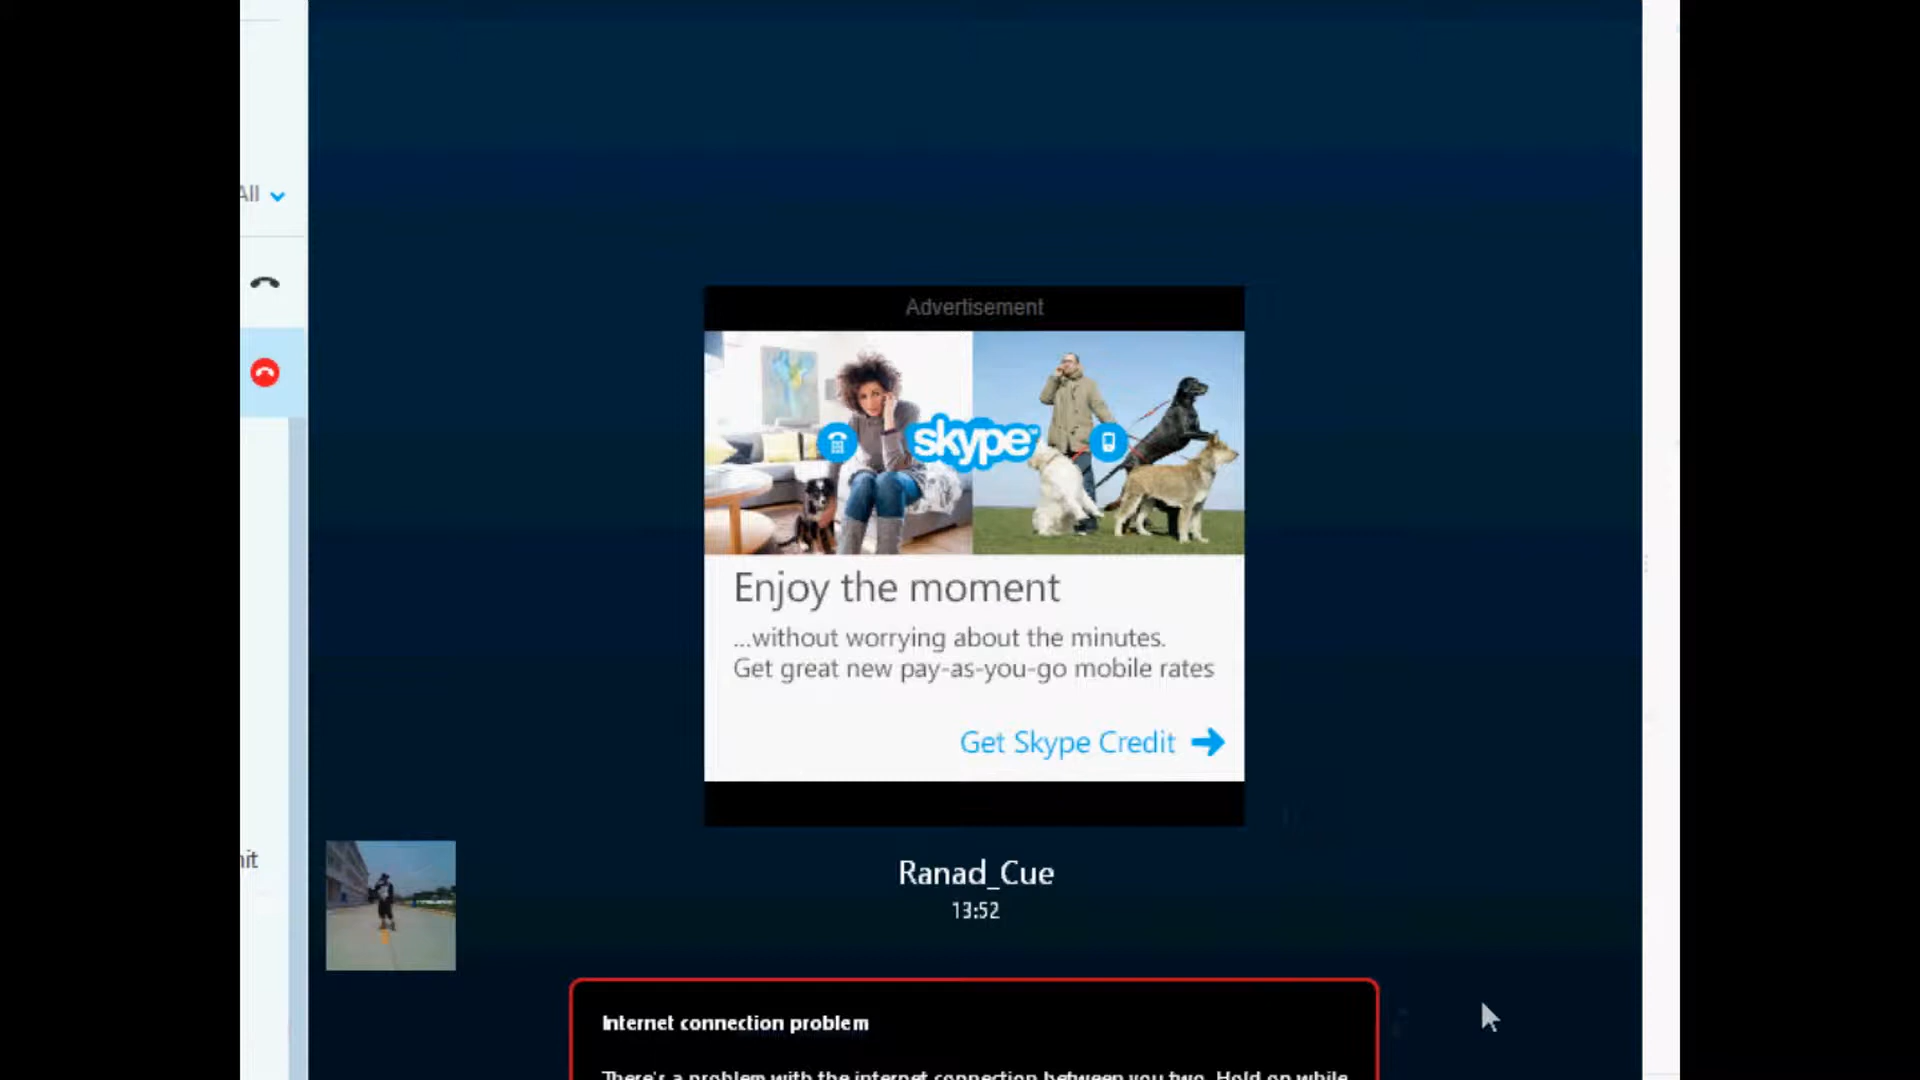 All
Advertisement
skype
Enjoy the moment
...without worrying about the minutes.
Get great new pay-as-you-go mobile rates
Get Skype Credit
Ranad_Cue
13:52
Internet connection problem
There's a problem with the internet connection between you two. Hold on while